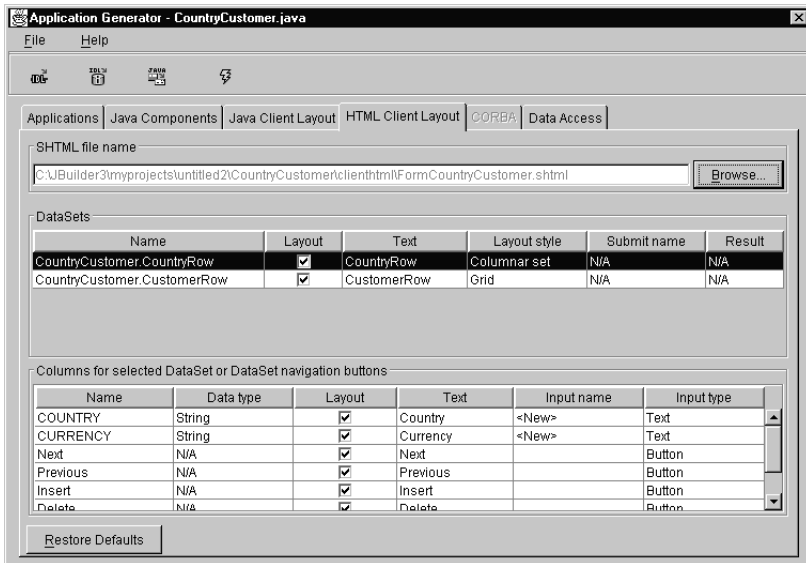 Application Generator - CountryCustomer.java
File Help
Applications Java Components Java Client Layout HTML Client Layout CORBA Data Access
SHTML file name
C:\JBuilder3\myprojects\untitled2\CountryCustomer\clienthtml\FormCountryCustomer.shtml Browse...
DataSets
Name Layout Text Layout style Submit name Result
CountryCustomer.CountryRow CountryRow Columnar set N/A N/A
CountryCustomer.CustomerRow CustomerRow Grid N/A N/A
Columns for selected DataSet or DataSet navigation buttons
Name Data type Layout Text Input name Input type
COUNTRY String Country <New> Text
CURRENCY String Currency <New> Text
Next N/A Next Button
Previous N/A Previous Button
Insert N/A Insert Button
Delete N/A Delete Button
Restore Defaults